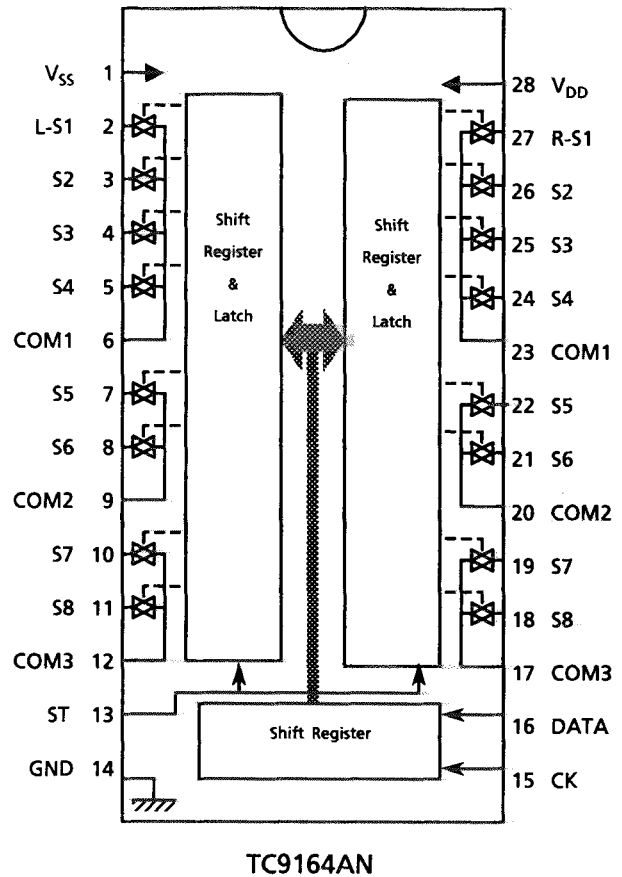 VSS 1
28 VDD
L-S1 2
27 R-S1
S2 3
26 S2
S3 4
25 S3
S4 5
24 S4
COM1 6
23 COM1
S5 7
22 S5
S6 8
21 S6
COM2 9
20 COM2
S7 10
19 S7
S8 11
18 S8
COM3 12
17 COM3
ST 13
16 DATA
GND 14
15 CK
Shift
Register
&
Latch
Shift
Register
&
Latch
Shift Register
TC9164AN